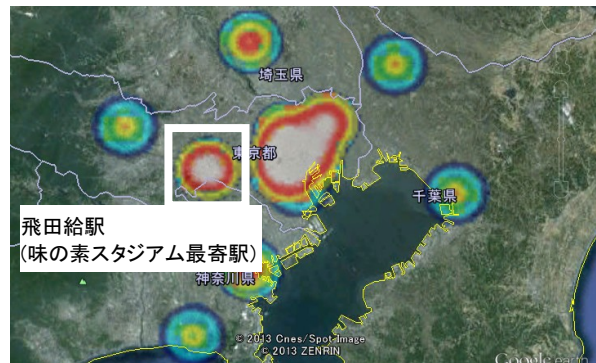 埼玉県
東京都
千葉県
飛田給駅
(味の素スタジアム最寄駅)
神奈川県
© 2013 Cnes/Spot Image
© 2013 ZENRIN
Google earth